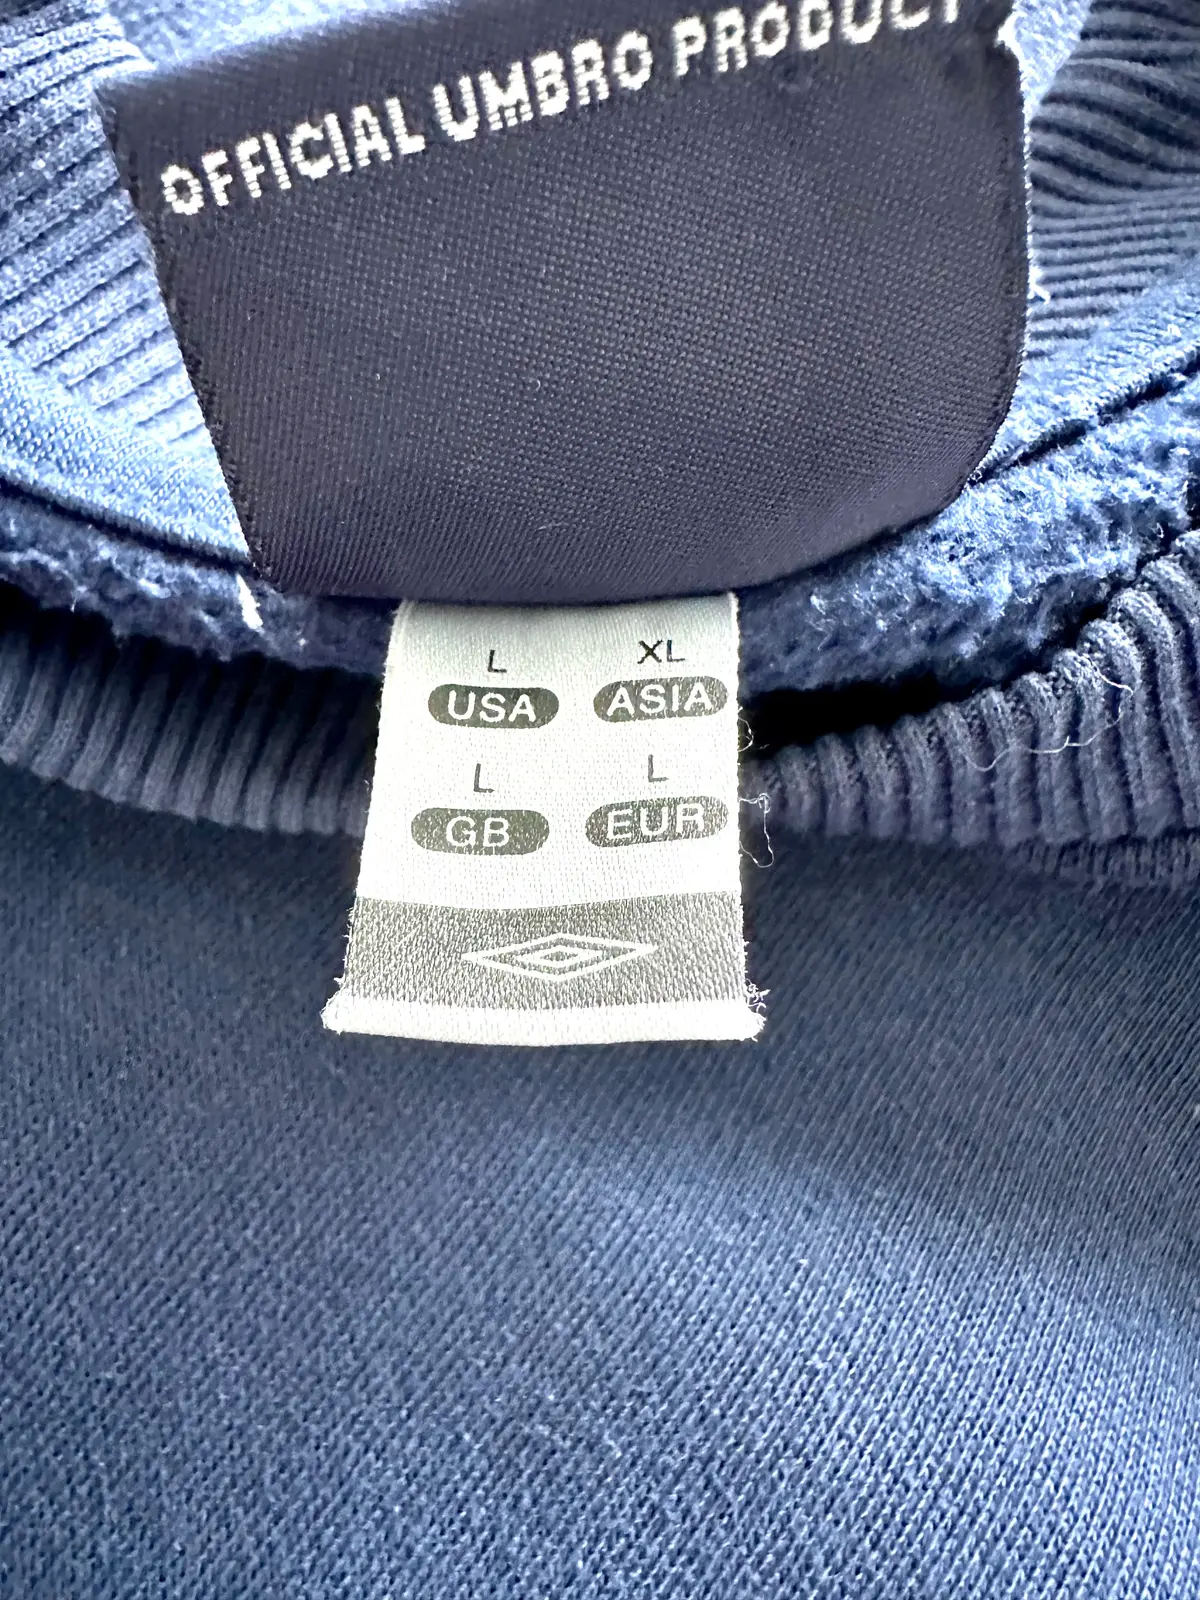 OFFICIAL UMBRO PRODUCT
L XL
USA ASIA
L L
GB EUR